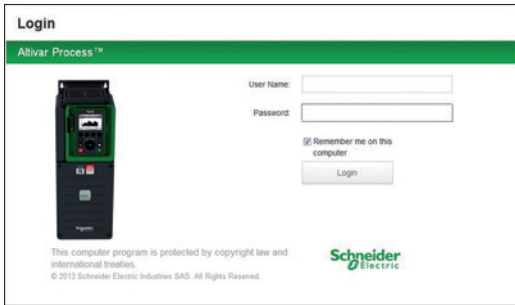 Login
Altivar Process™
User Name:
Password:
Remember me on this
computer
Login
This computer program is protected by copyright law and
international treaties.
© 2013 Schneider Electric Industries SAS. All Rights Reserved.
Schneider
Electric